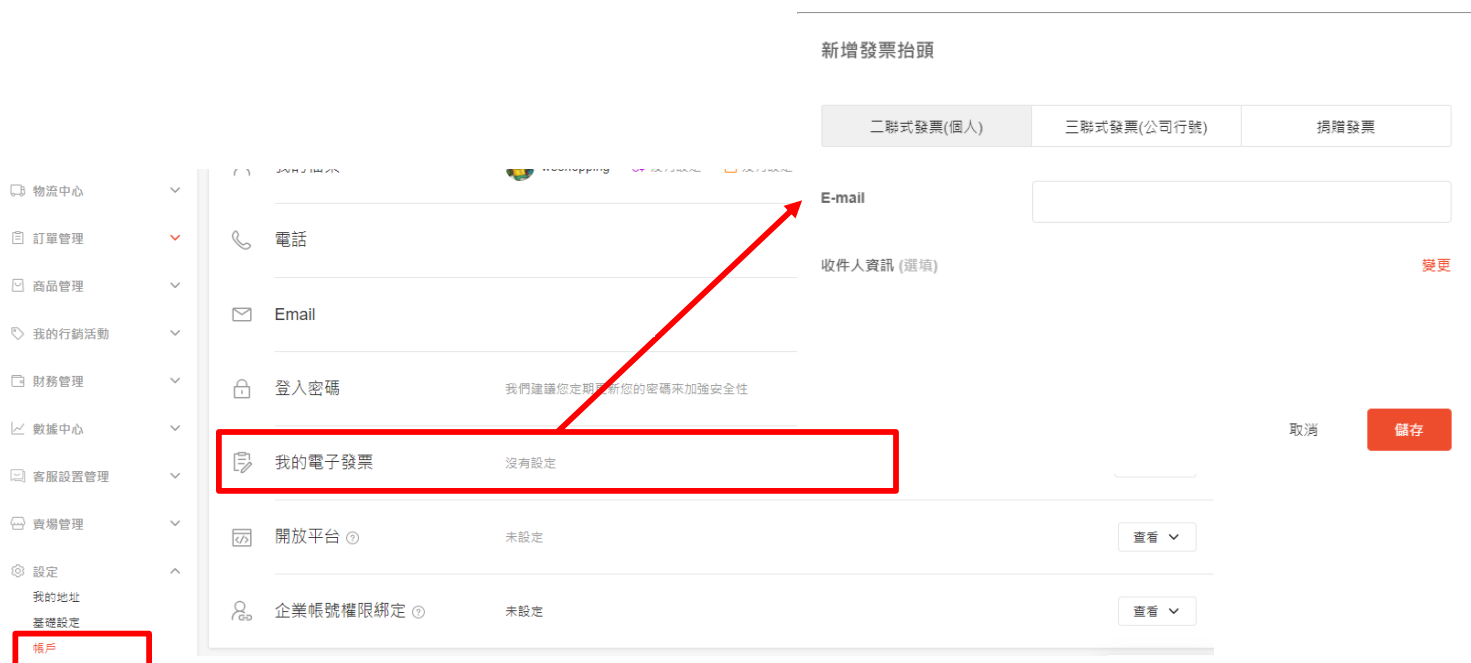 新增發票抬頭
二聯式發票(個人)
三聯式發票(公司行號)
捐贈發票
E-mail
收件人資訊 (選填)
變更
取消
儲存
物流中心
訂單管理
商品管理
我的行銷活動
財務管理
數據中心
客服設置管理
賣場管理
設定
我的地址
基礎設定
帳戶
電話
Email
登入密碼
我們建議您定期更新您的密碼來加強安全性
我的電子發票
沒有設定
開放平台
未設定
查看
企業帳號權限綁定
未設定
查看